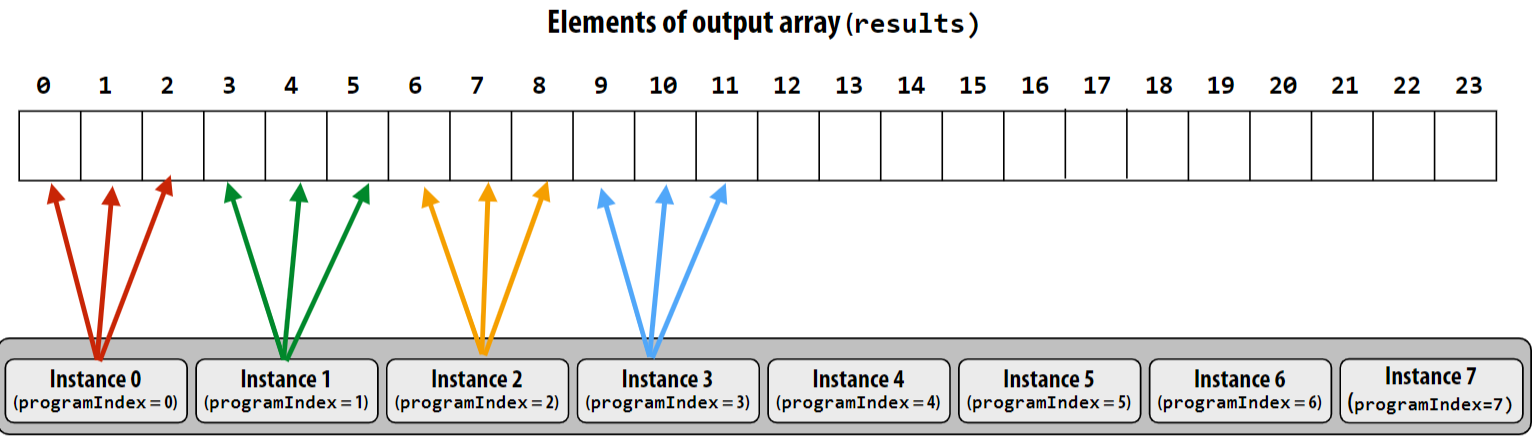 Elements of output array (results)
0 1 2 3 4 5 6 7 8 9 10 11 12 13 14 15 16 17 18 19 20 21 22 23
Instance 0 Instance 1 Instance 2 Instance 3 Instance 4 Instance 5 Instance 6 Instance 7
(programIndex = 0) (programIndex = 1) (programIndex = 2) (programIndex = 3) (programIndex = 4) (programIndex = 5) (programIndex = 6) (programIndex=7)